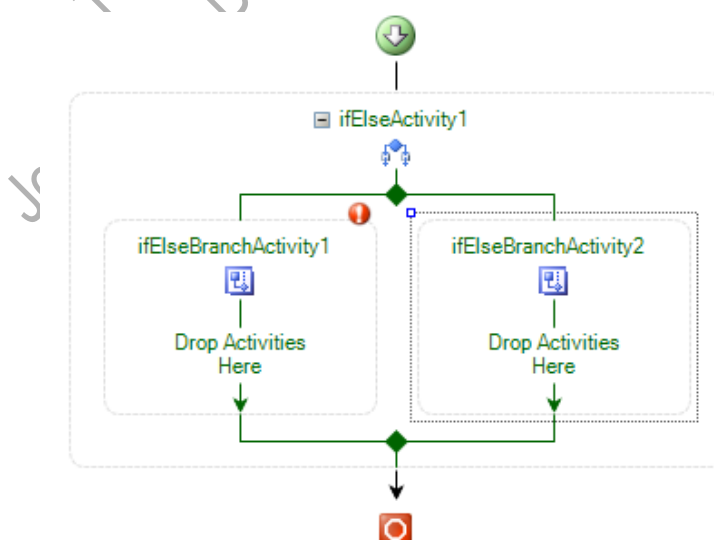 ifElseActivity1
ifElseBranchActivity1
ifElseBranchActivity2
Drop Activities
Here
Drop Activities
Here